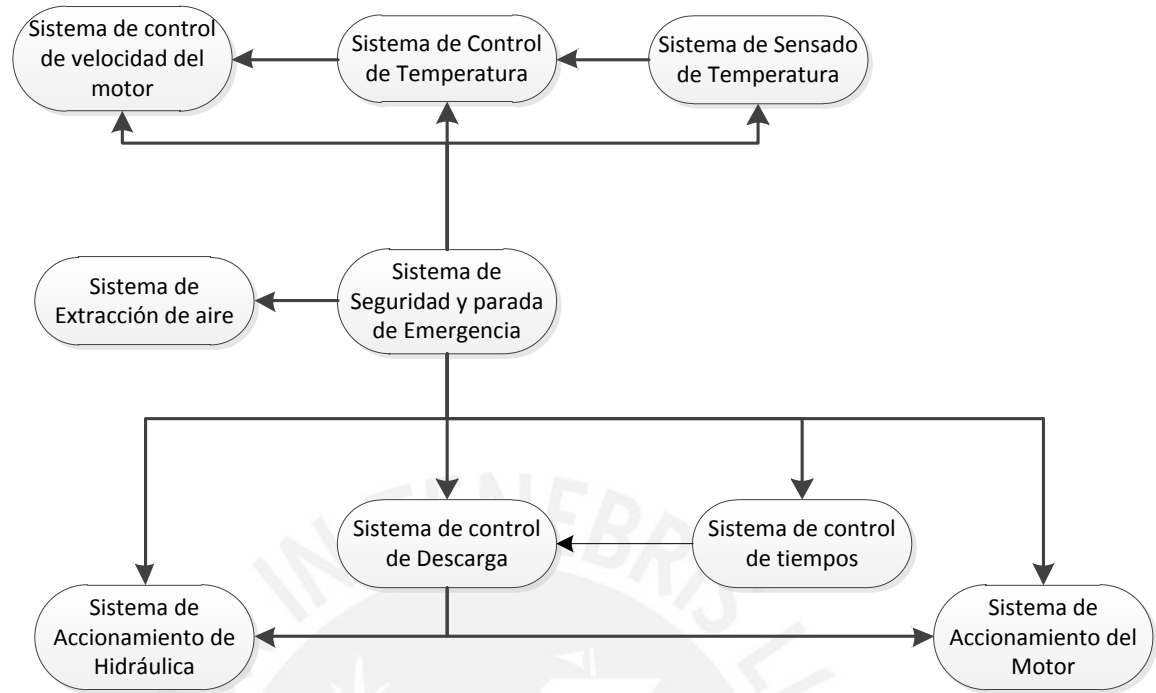 Sistema de control
de velocidad del
motor
Sistema de Control
de Temperatura
Sistema de Sensado
de Temperatura
Sistema de
Extracción de aire
Sistema de
Seguridad y parada
de Emergencia
Sistema de control
de Descarga
Sistema de control
de tiempos
Sistema de
Accionamiento de
Hidráulica
Sistema de
Accionamiento del
Motor
IN TENEBRIS